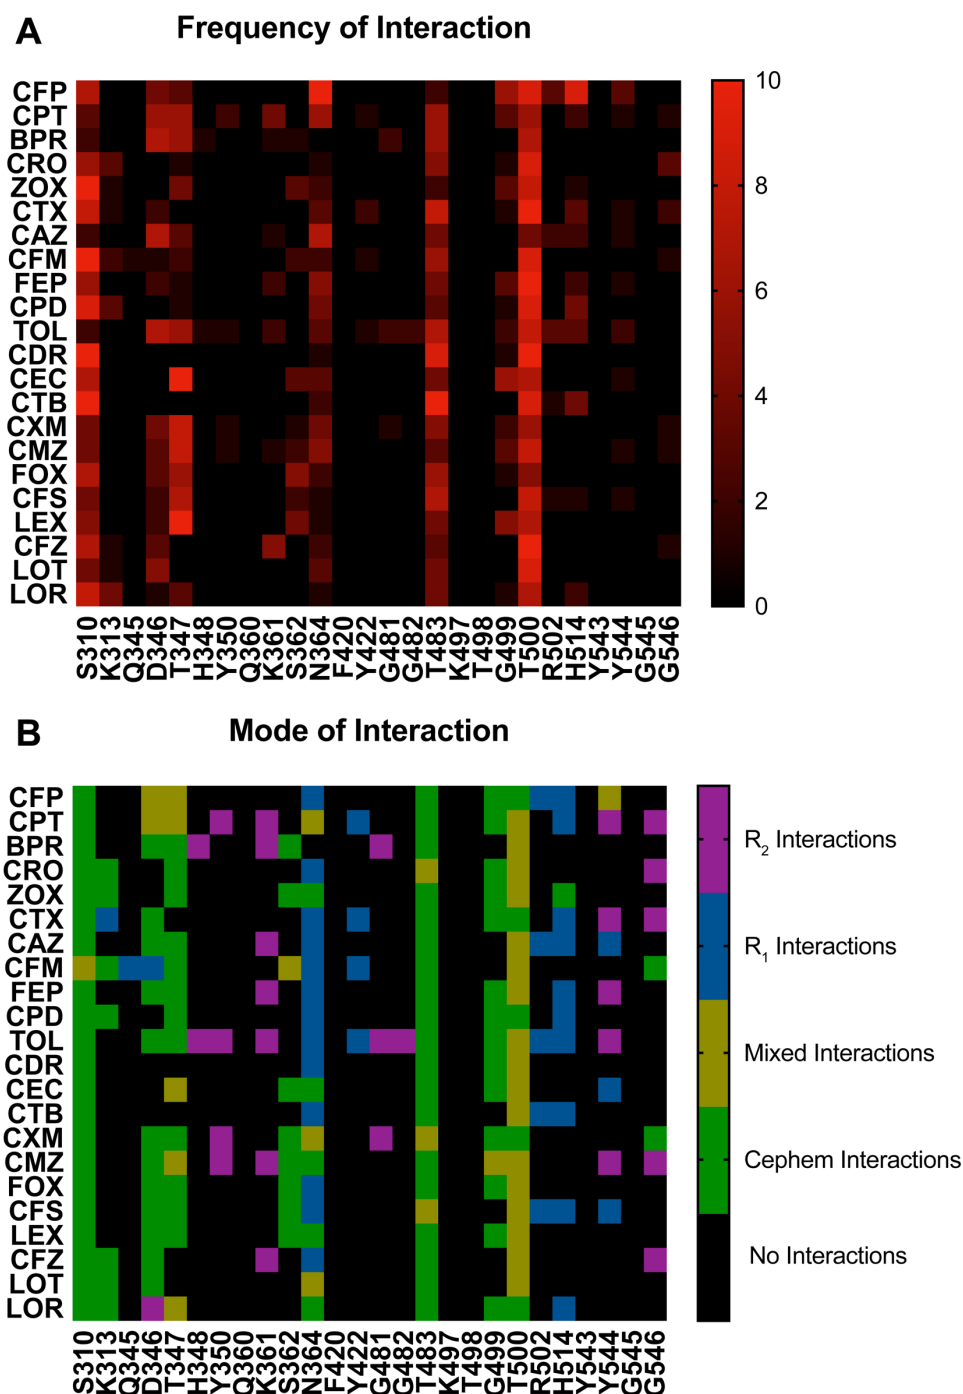 A
Frequency of Interaction
CFP
CPT
BPR
CRO
ZOX
CTX
CAZ
CFM
FEP
CPD
TOL
CDR
CEC
CTB
CXM
CMZ
FOX
CFS
LEX
CFZ
LOT
LOR
10
8
6
4
2
0
S310 K313 Q345 D346 T347 H348 Y350 Q360 K361 S362 N364 F420 Y422 G481 G482 T483 K497 T498 G499 T500 R502 H514 Y543 Y544 G545 G546
B
Mode of Interaction
CFP
CPT
BPR
CRO
ZOX
CTX
CAZ
CFM
FEP
CPD
TOL
CDR
CEC
CTB
CXM
CMZ
FOX
CFS
LEX
CFZ
LOT
LOR
R2 Interactions
R1 Interactions
Mixed Interactions
Cephem Interactions
No Interactions
S310 K313 Q345 D346 T347 H348 Y350 Q360 K361 S362 N364 F420 Y422 G481 G482 T483 K497 T498 G499 T500 R502 H514 Y543 Y544 G545 G546